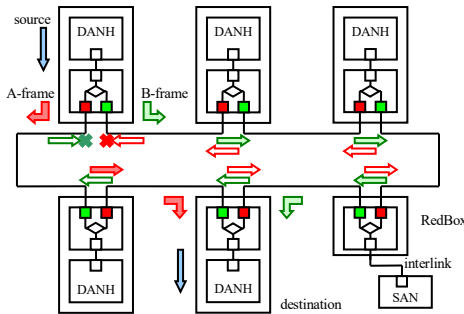 source
DANH
DANH
DANH
A-frame
B-frame
RedBox
interlink
DANH
DANH
destination
SAN